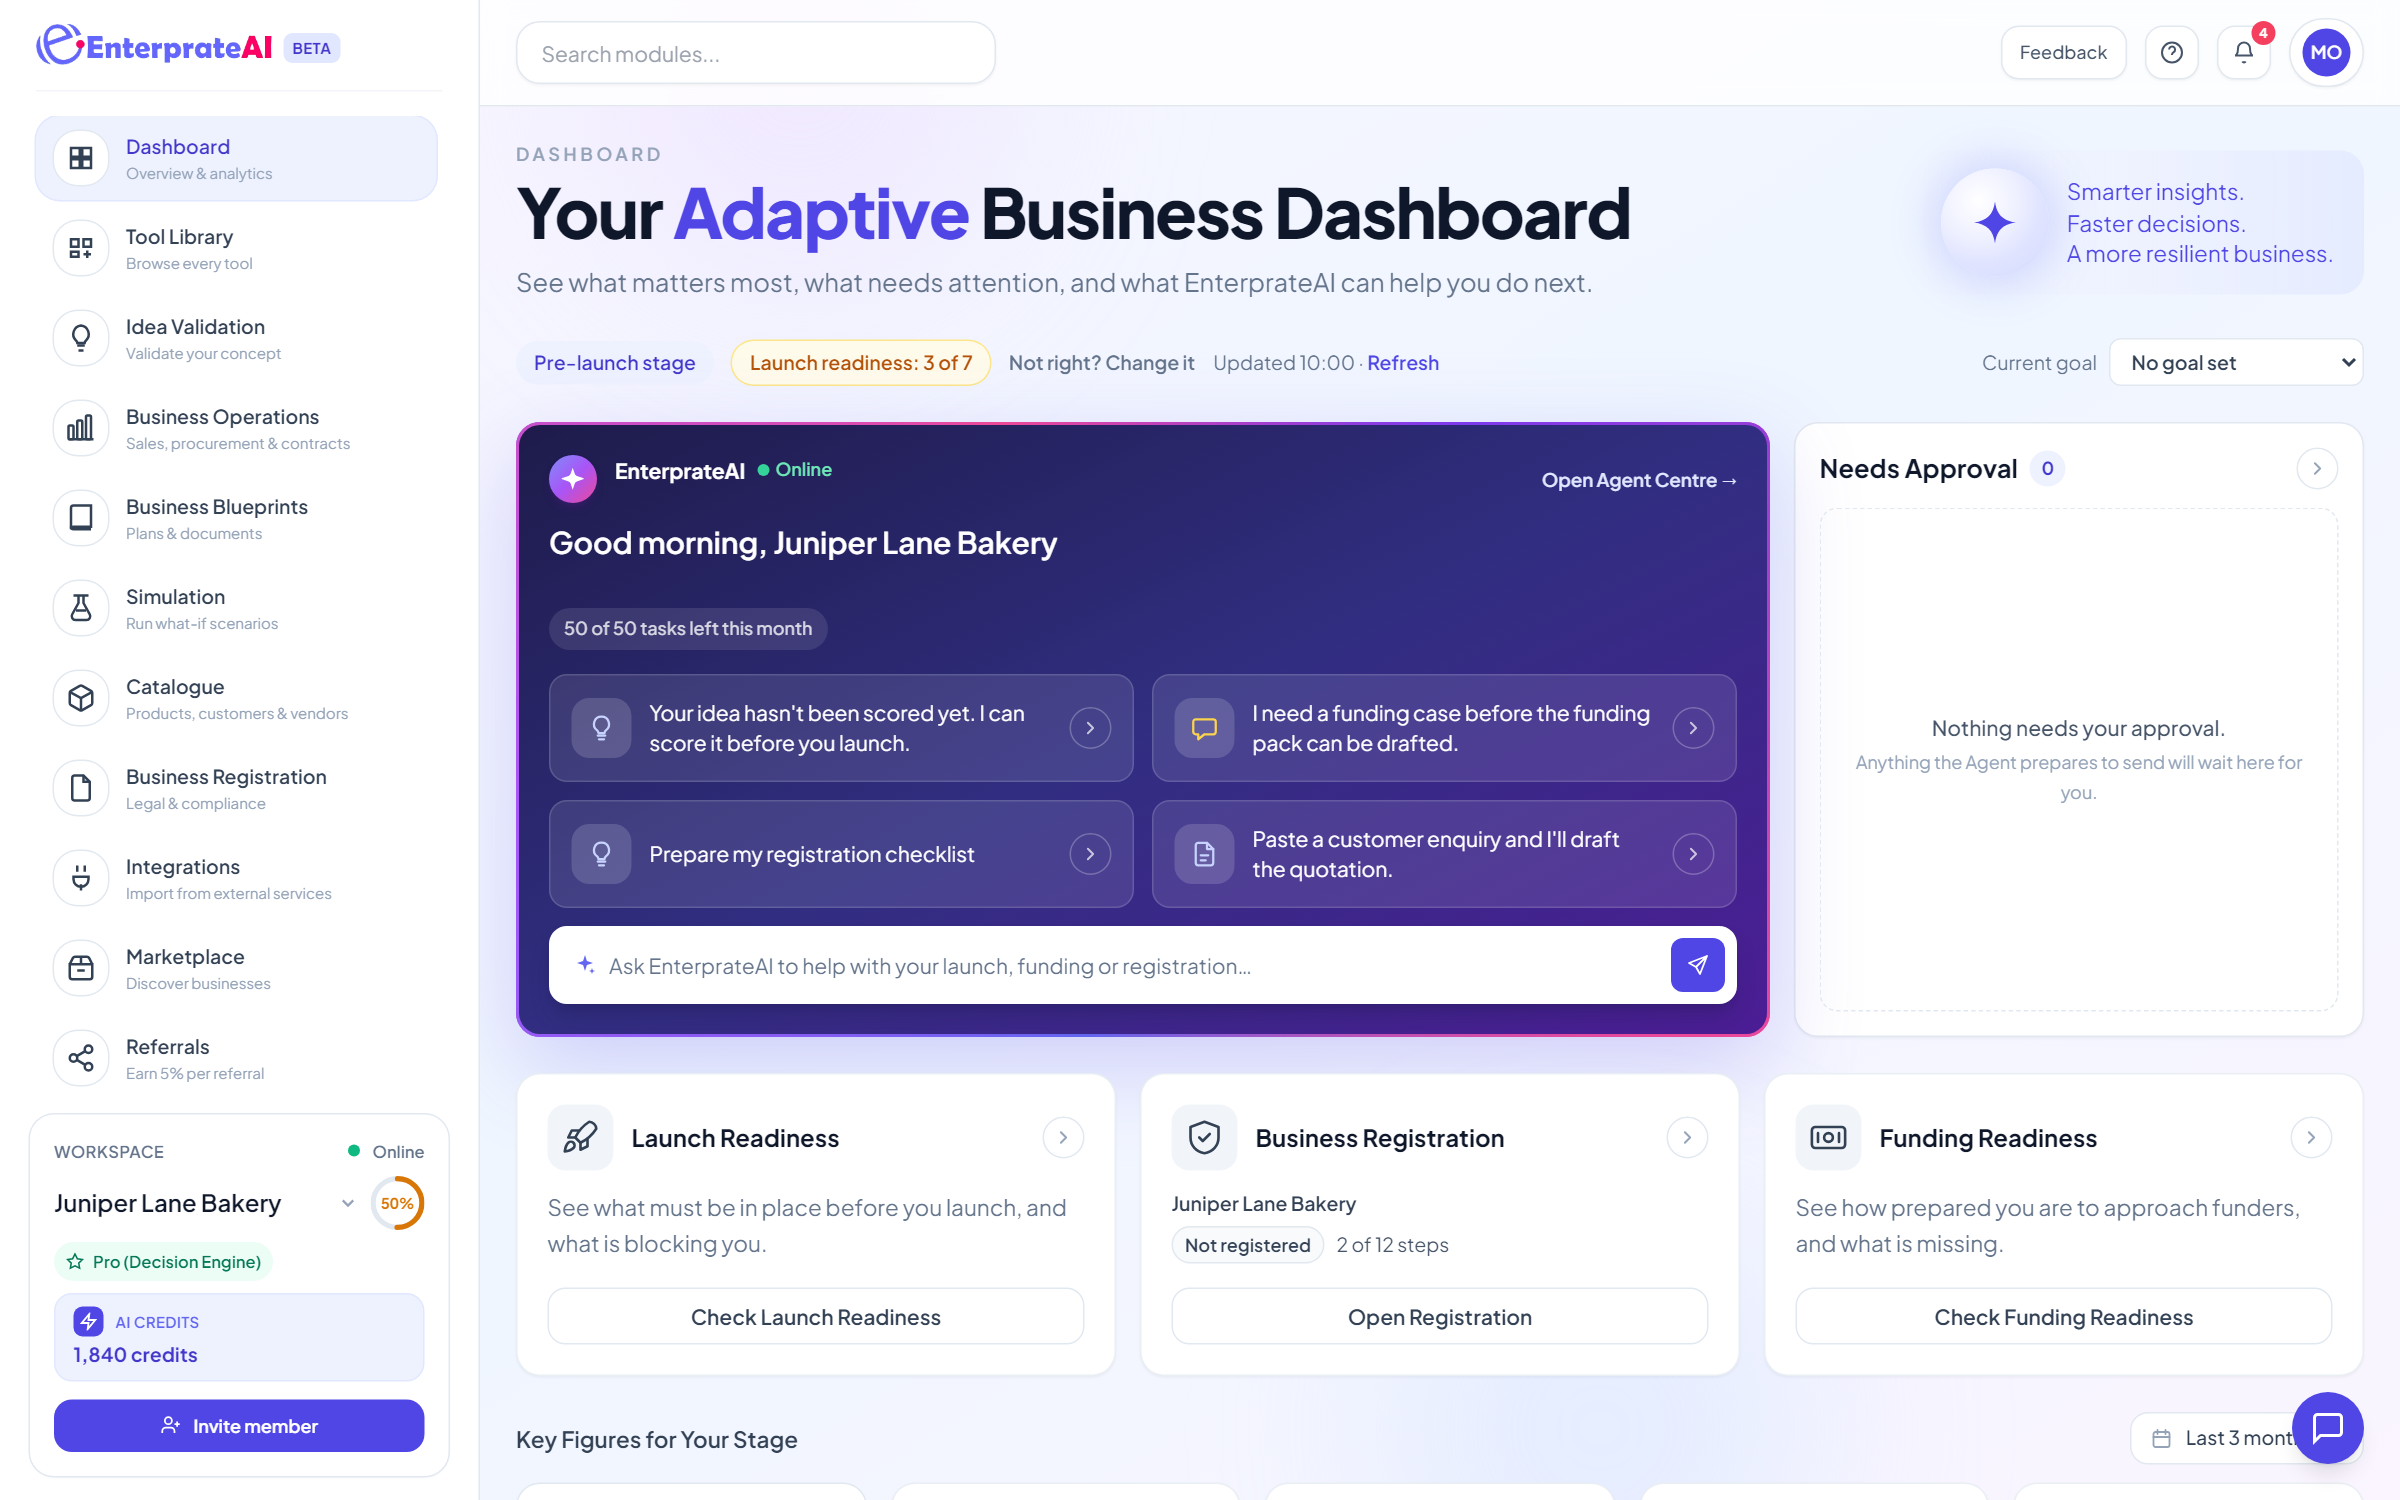 EnterprateAI BETA
Search modules...
Feedback
4
MO
Dashboard
Overview & analytics
Tool Library
Browse every tool
Idea Validation
Validate your concept
Business Operations
Sales, procurement & contracts
Business Blueprints
Plans & documents
Simulation
Run what-if scenarios
Catalogue
Products, customers & vendors
Business Registration
Legal & compliance
Integrations
Import from external services
Marketplace
Discover businesses
Referrals
Earn 5% per referral
WORKSPACE
Online
Juniper Lane Bakery
50%
Pro (Decision Engine)
AI CREDITS
1,840 credits
Invite member
DASHBOARD
Your Adaptive Business Dashboard
See what matters most, what needs attention, and what EnterprateAI can help you do next.
Smarter insights.
Faster decisions.
A more resilient business.
Pre-launch stage
Launch readiness: 3 of 7
Not right? Change it
Updated 10:00 · Refresh
Current goal
No goal set
EnterprateAI
Online
Open Agent Centre →
Good morning, Juniper Lane Bakery
50 of 50 tasks left this month
Your idea hasn't been scored yet. I can
score it before you launch.
I need a funding case before the funding
pack can be drafted.
Prepare my registration checklist
Paste a customer enquiry and I'll draft
the quotation.
Ask EnterprateAI to help with your launch, funding or registration...
Needs Approval 0
Nothing needs your approval.
Anything the Agent prepares to send will wait here for
you.
Launch Readiness
See what must be in place before you launch, and
what is blocking you.
Check Launch Readiness
Business Registration
Juniper Lane Bakery
Not registered
2 of 12 steps
Open Registration
Funding Readiness
See how prepared you are to approach funders,
and what is missing.
Check Funding Readiness
Key Figures for Your Stage
Last 3